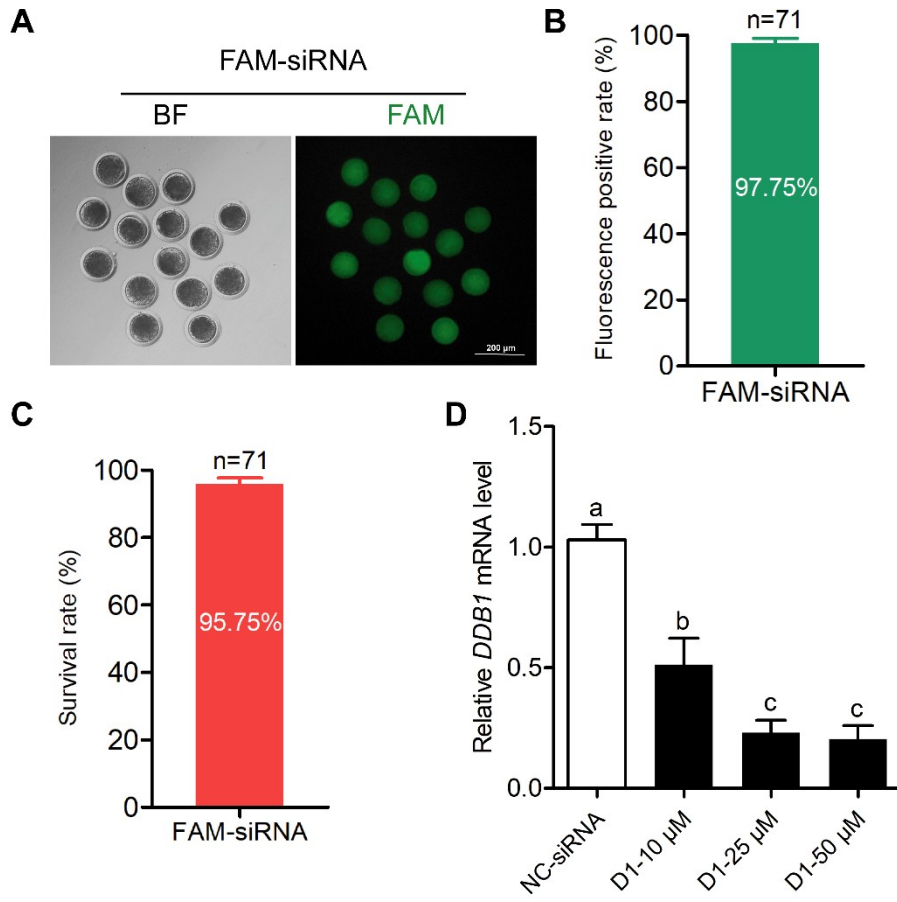 A
FAM-siRNA
BF
FAM
200 µm
B
Fluorescence positive rate (%)
100
80
60
40
20
0
n=71
97.75%
FAM-siRNA
C
Survival rate (%)
100
80
60
40
20
0
n=71
95.75%
FAM-siRNA
D
Relative DDB1 mRNA level
1.5
1.0
0.5
0.0
a
b
c
c
NC-siRNA
D1-10 µM
D1-25 µM
D1-50 µM